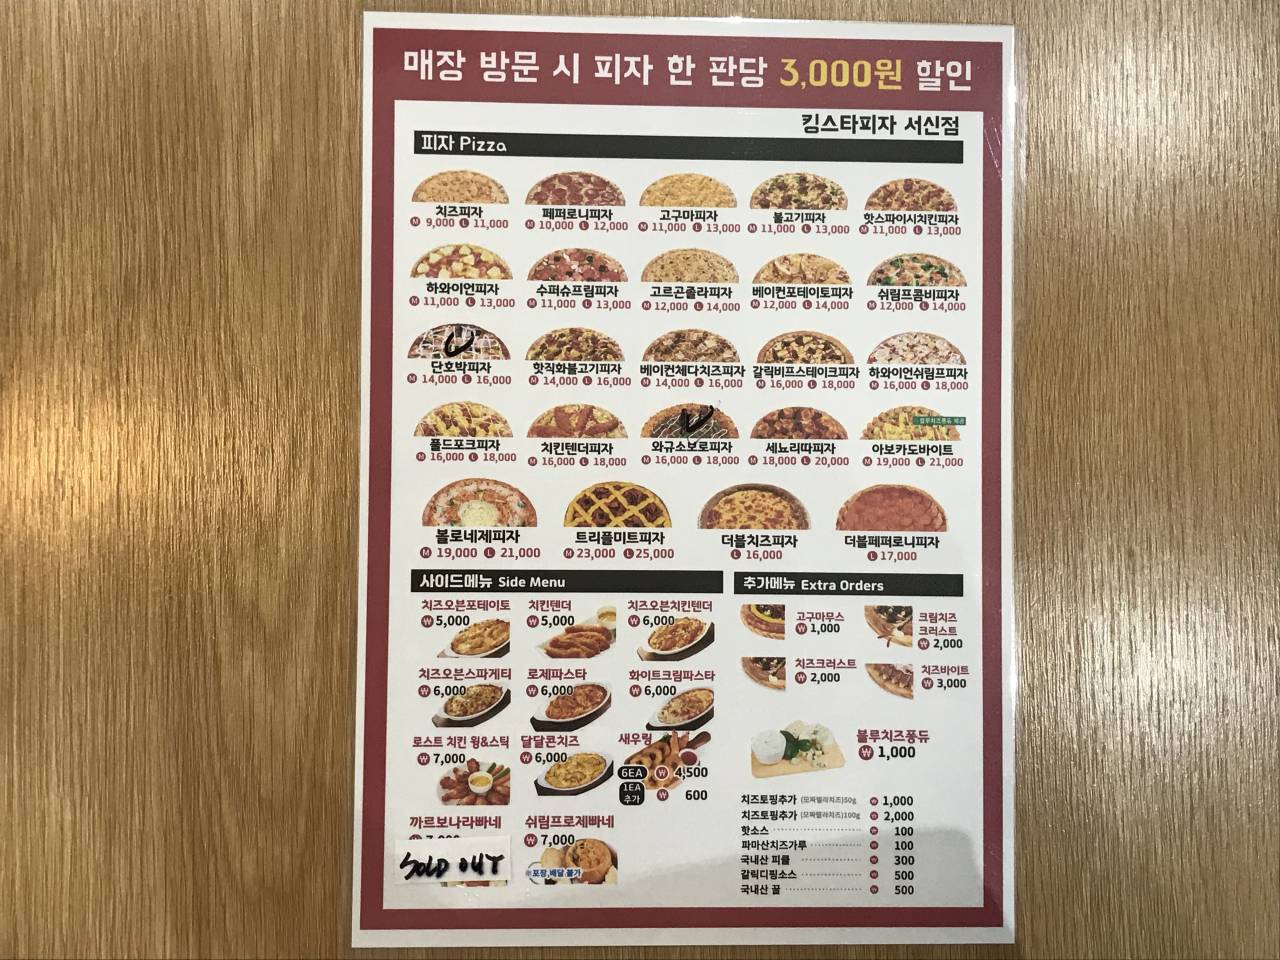 매장 방문 시 피자 한 판당 3,000원 할인
킹스타피자 서신점
피자 Pizza
치즈피자 페퍼로니피자 고구마피자 불고기피자 핫스파이시치킨피자
M 9,000 L 11,000 M 10,000 L 12,000 M 11,000 L 13,000 M 11,000 L 13,000 M 11,000 L 13,000
하와이언피자 수퍼슈프림피자 고르곤졸라피자 베이컨포테이토피자 쉬림프콤비피자
M 11,000 L 13,000 M 11,000 L 13,000 M 12,000 L 14,000 M 12,000 L 14,000 M 12,000 L 14,000
단호박피자 핫직화불고기피자 베이컨체다치즈피자 갈릭비프스테이크피자 하와이언쉬림프피자
M 14,000 L 16,000 M 14,000 L 16,000 M 14,000 L 16,000 M 16,000 L 18,000 M 16,000 L 18,000
풀드포크피자 치킨텐더피자 와규소보로피자 세뇨리따피자 아보카도바이트
M 16,000 L 18,000 M 16,000 L 18,000 M 16,000 L 18,000 M 18,000 L 20,000 M 19,000 L 21,000
볼로네제피자 트리플미트피자 더블치즈피자 더블페퍼로니피자
M 19,000 L 21,000 M 23,000 L 25,000 L 16,000 L 17,000
사이드메뉴 Side Menu
치즈오븐포테이토 치킨텐더 치즈오븐치킨텐더
₩ 5,000 ₩ 5,000 ₩ 6,000
치즈오븐스파게티 로제파스타 화이트크림파스타
₩ 6,000 ₩ 6,000 ₩ 6,000
로스트 치킨 윙&스틱 달달콘치즈 새우링
₩ 7,000 ₩ 6,000
6EA ₩ 4,500
1EA 추가 ₩ 600
까르보나라빠네 쉬림프로제빠네
₩ 7,000
SOLD OUT
※포장,배달 불가
추가메뉴 Extra Orders
고구마무스
₩ 1,000
크림치즈
크러스트
₩ 2,000
치즈크러스트
₩ 2,000
치즈바이트
₩ 3,000
블루치즈퐁듀
₩ 1,000
치즈토핑추가 (모짜렐라치즈)50g ₩ 1,000
치즈토핑추가 (모짜렐라치즈)100g ₩ 2,000
핫소스 ₩ 100
파마산치즈가루 ₩ 100
국내산 피클 ₩ 300
갈릭디핑소스 ₩ 500
국내산 꿀 ₩ 500